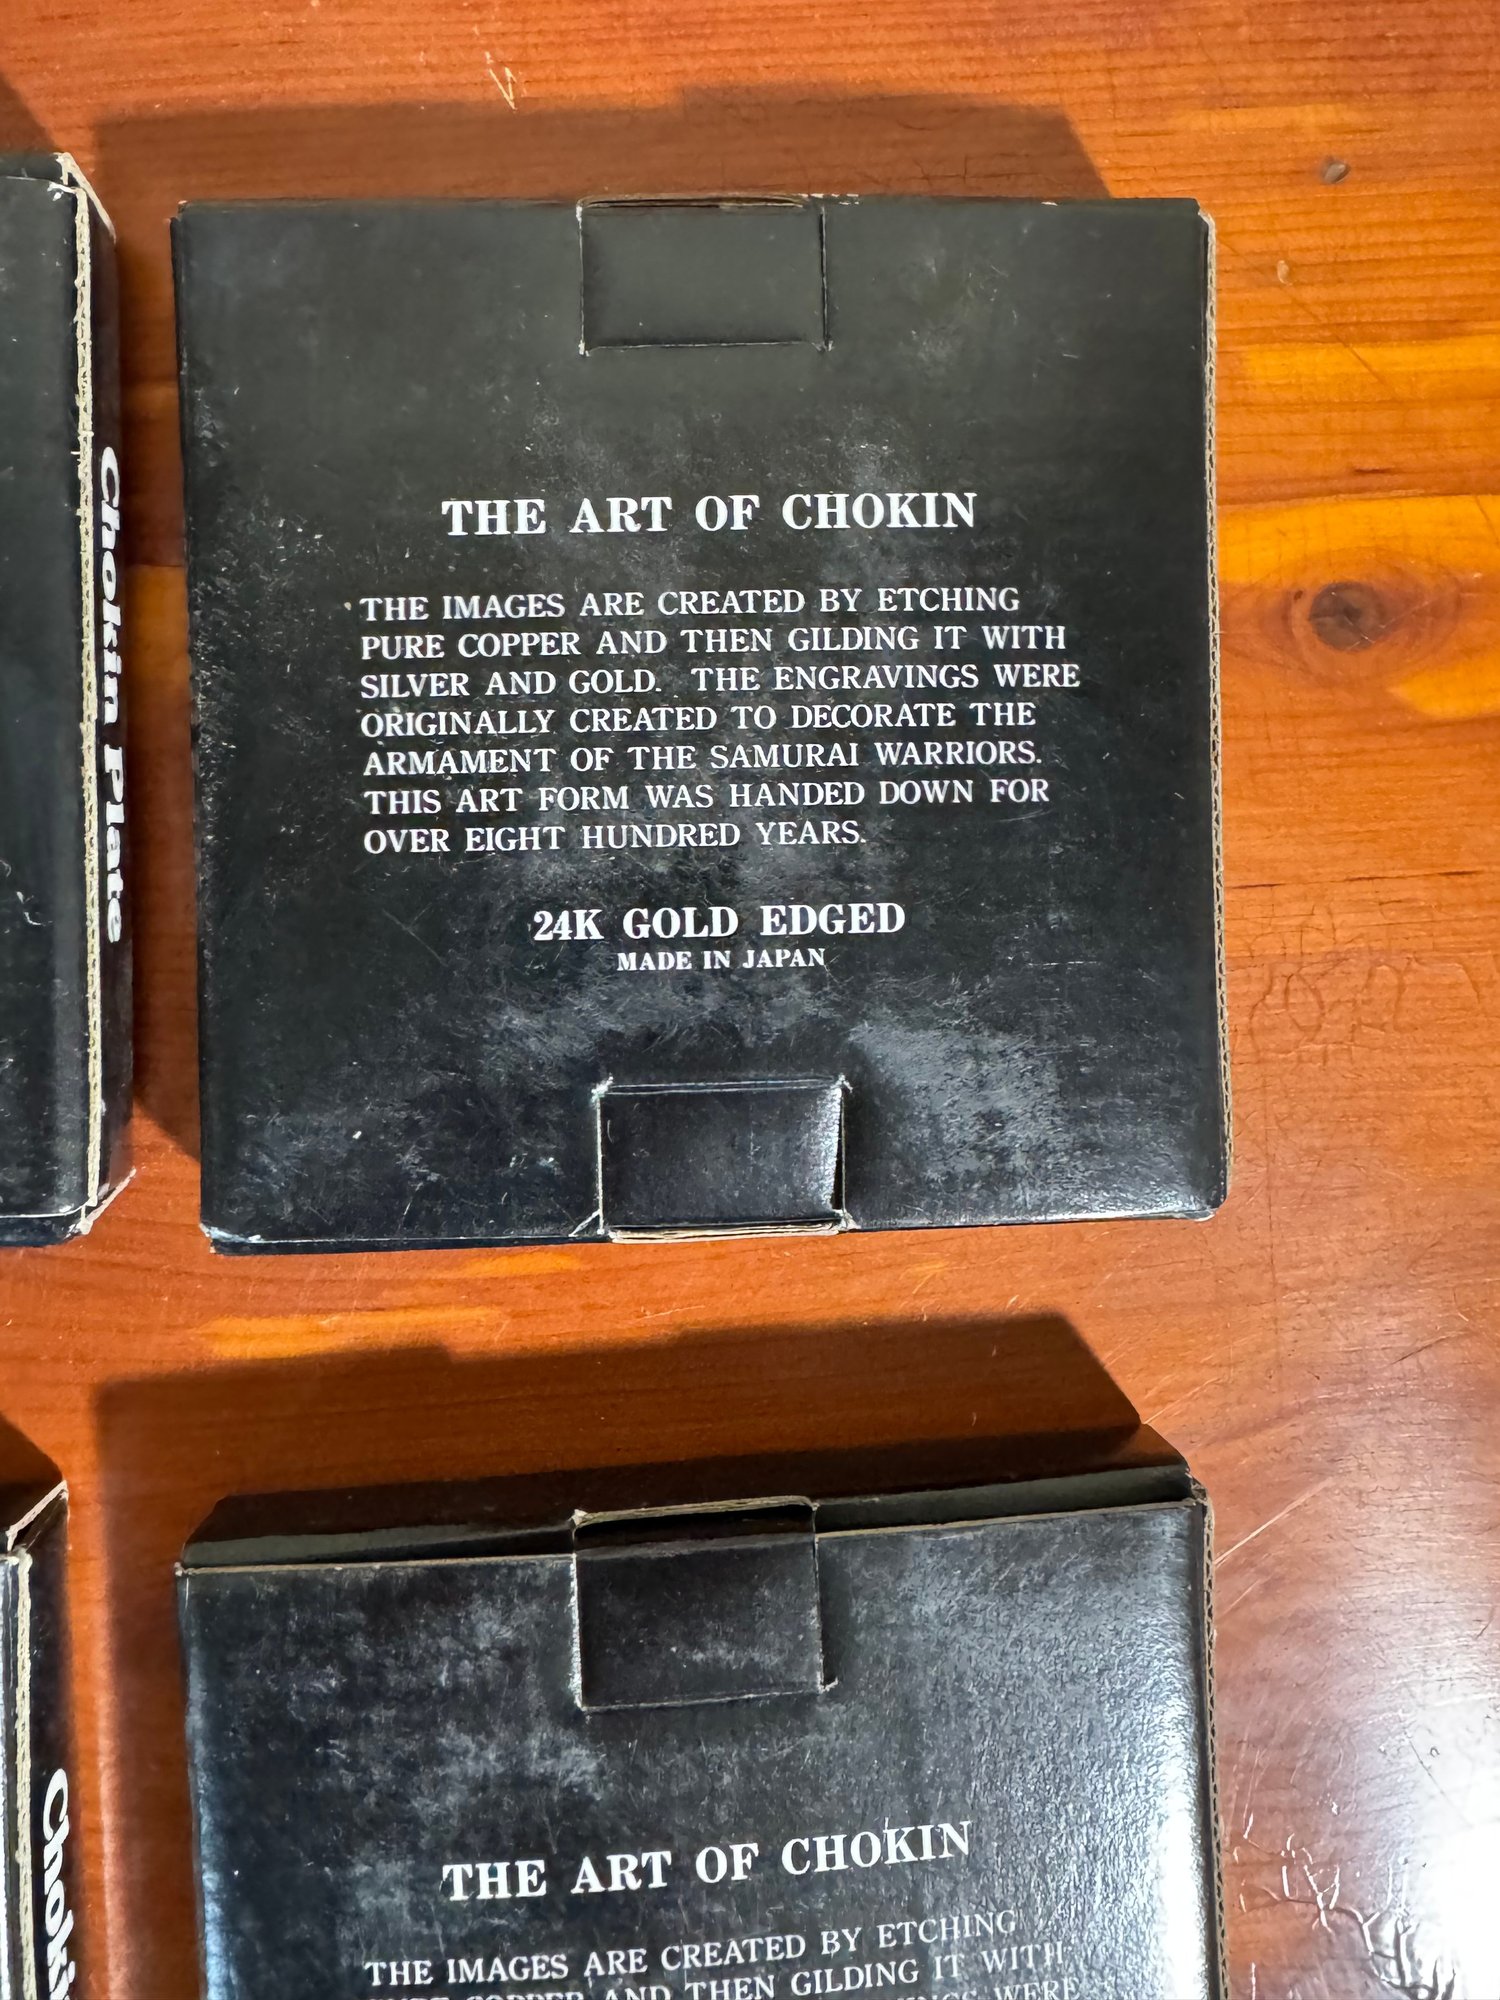 Chokin Plate
THE ART OF CHOKIN
THE IMAGES ARE CREATED BY ETCHING
PURE COPPER AND THEN GILDING IT WITH
SILVER AND GOLD. THE ENGRAVINGS WERE
ORIGINALLY CREATED TO DECORATE THE
ARMAMENT OF THE SAMURAI WARRIORS.
THIS ART FORM WAS HANDED DOWN FOR
OVER EIGHT HUNDRED YEARS.
24K GOLD EDGED
MADE IN JAPAN
THE ART OF CHOKIN
THE IMAGES ARE CREATED BY ETCHING
COPPER AND THEN GILDING IT WITH
WERE